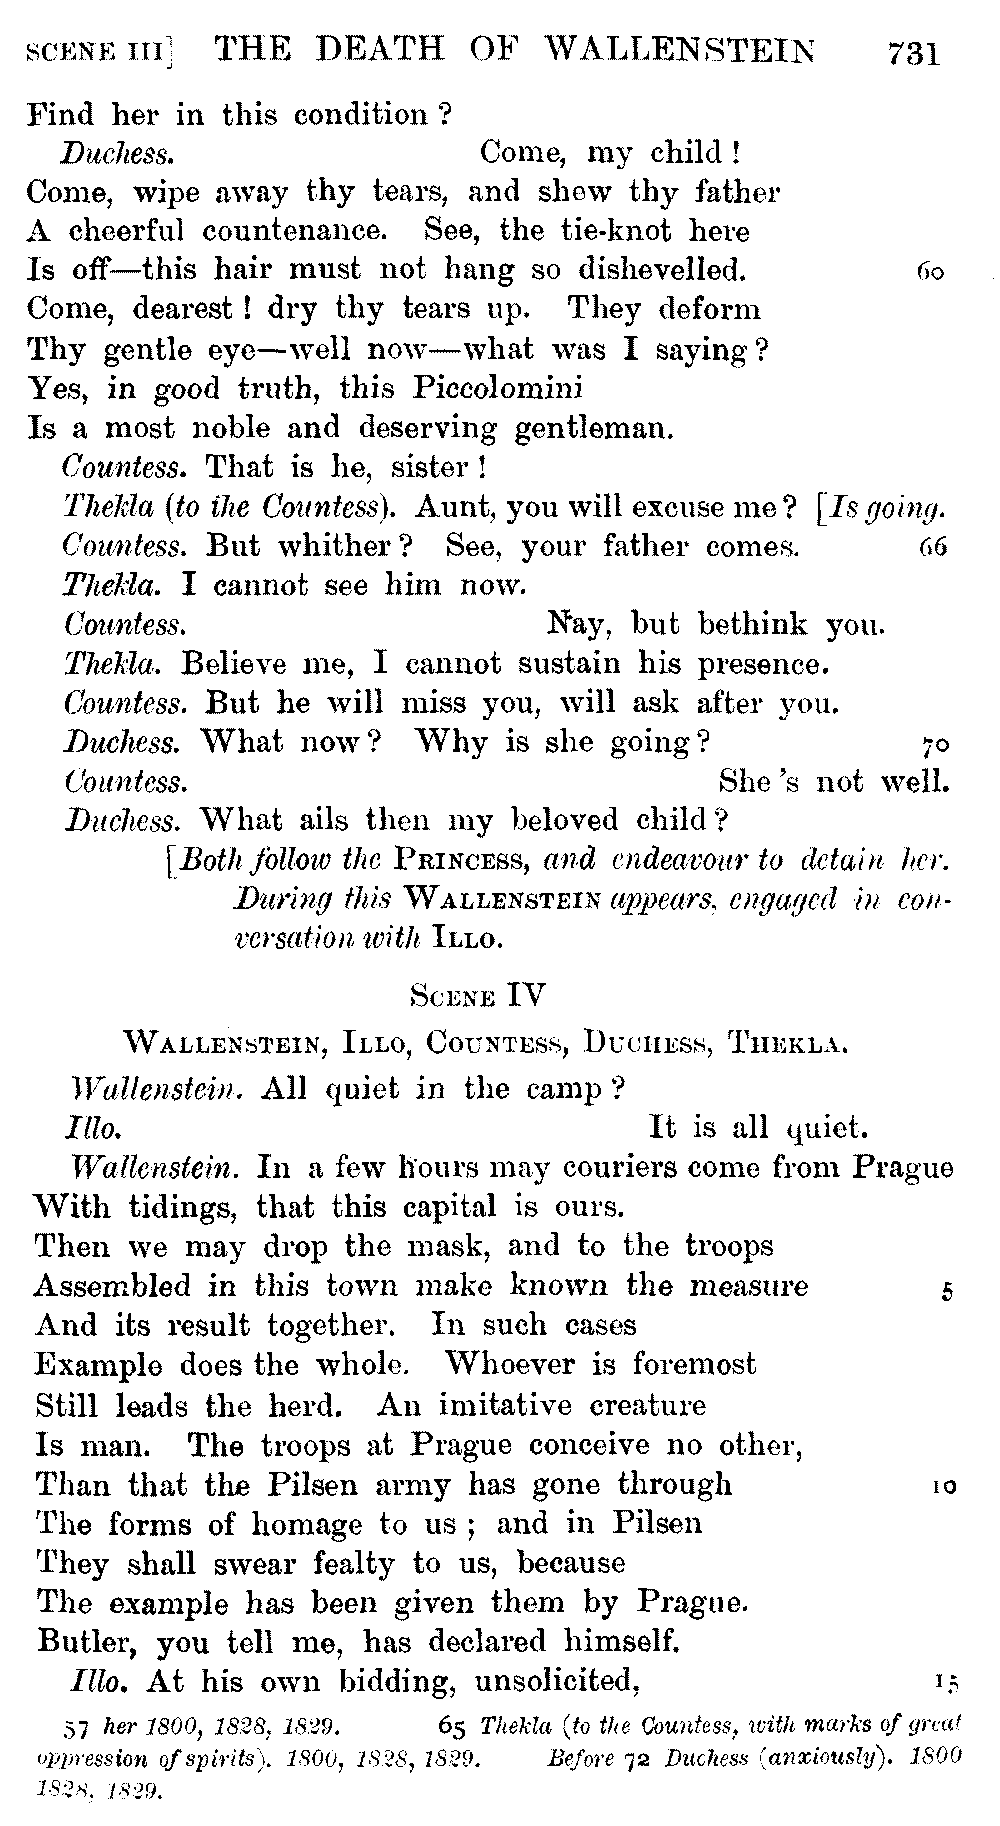 SCENE III] THE DEATH OF WALLENSTEIN 731
Find her in this condition?
Duchess. Come, my child!
Come, wipe away thy tears, and shew thy father
A cheerful countenance. See, the tie-knot here
Is off—this hair must not hang so dishevelled. 60
Come, dearest! dry thy tears up. They deform
Thy gentle eye—well now—what was I saying?
Yes, in good truth, this Piccolomini
Is a most noble and deserving gentleman.
Countess. That is he, sister!
Thekla (to the Countess). Aunt, you will excuse me? [Is going.
Countess. But whither? See, your father comes. 66
Thekla. I cannot see him now.
Countess. Nay, but bethink you.
Thekla. Believe me, I cannot sustain his presence.
Countess. But he will miss you, will ask after you.
Duchess. What now? Why is she going? 70
Countess. She's not well.
Duchess. What ails then my beloved child?
[Both follow the PRINCESS, and endeavour to detain her.
During this WALLENSTEIN appears, engaged in con-
versation with ILLO.
SCENE IV
WALLENSTEIN, ILLO, COUNTESS, DUCHESS, THEKLA.
Wallenstein. All quiet in the camp?
Illo. It is all quiet.
Wallenstein. In a few hours may couriers come from Prague
With tidings, that this capital is ours.
Then we may drop the mask, and to the troops
Assembled in this town make known the measure 5
And its result together. In such cases
Example does the whole. Whoever is foremost
Still leads the herd. An imitative creature
Is man. The troops at Prague conceive no other,
Than that the Pilsen army has gone through 10
The forms of homage to us; and in Pilsen
They shall swear fealty to us, because
The example has been given them by Prague.
Butler, you tell me, has declared himself.
Illo. At his own bidding, unsolicited, 15
57 her 1800, 1828, 1829. 65 Thekla (to the Countess, with marks of great
oppression of spirits). 1800, 1828, 1829. Before 72 Duchess (anxiously). 1800
1828, 1829.